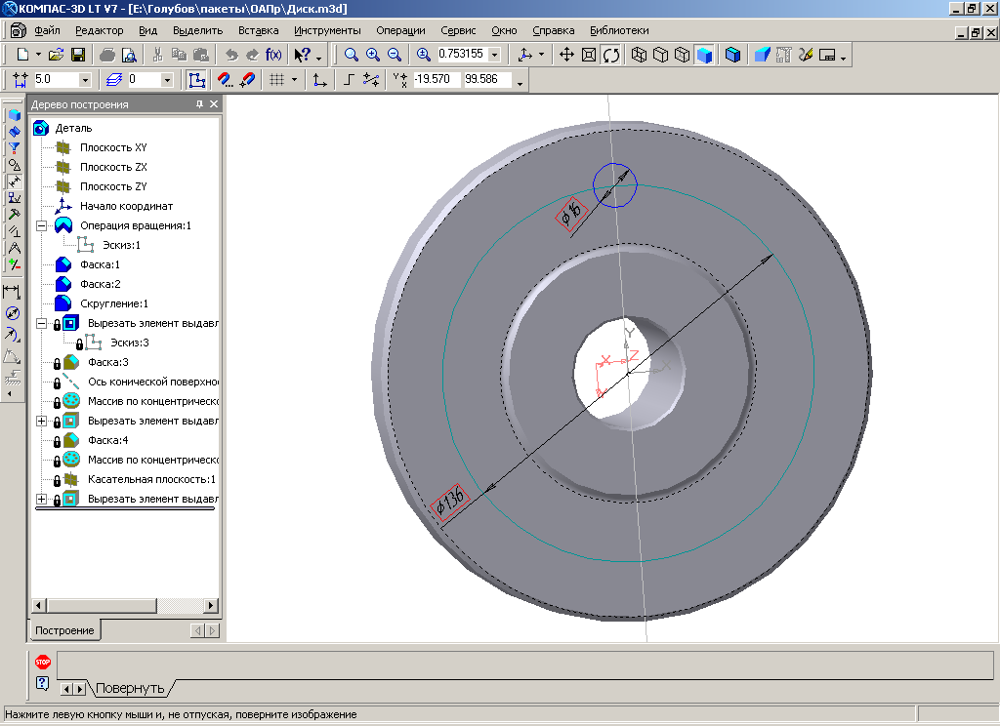 КОМПАС-3D LT V7 - [E:\Голубов\пакеты\ОАПр\Диск.m3d]
Файл Редактор Вид Выделить Вставка Инструменты Операции Сервис Окно Справка Библиотеки
f(x) 0.753155
5.0 0 -19.570 99.586
Дерево построения
Деталь
Плоскость XY
Плоскость ZX
Плоскость ZY
Начало координат
Операция вращения:1
Эскиз:1
Фаска:1
Фаска:2
Скругление:1
Вырезать элемент выдавл
Эскиз:3
Фаска:3
Ось конической поверхно
Массив по концентрическо
Вырезать элемент выдавл
Фаска:4
Массив по концентрическо
Касательная плоскость:1
Вырезать элемент выдавл
ϕ16
Y
X Z X
ϕ136
Построение
STOP
Повернуть
Нажмите левую кнопку мыши и, не отпуская, поверните изображение